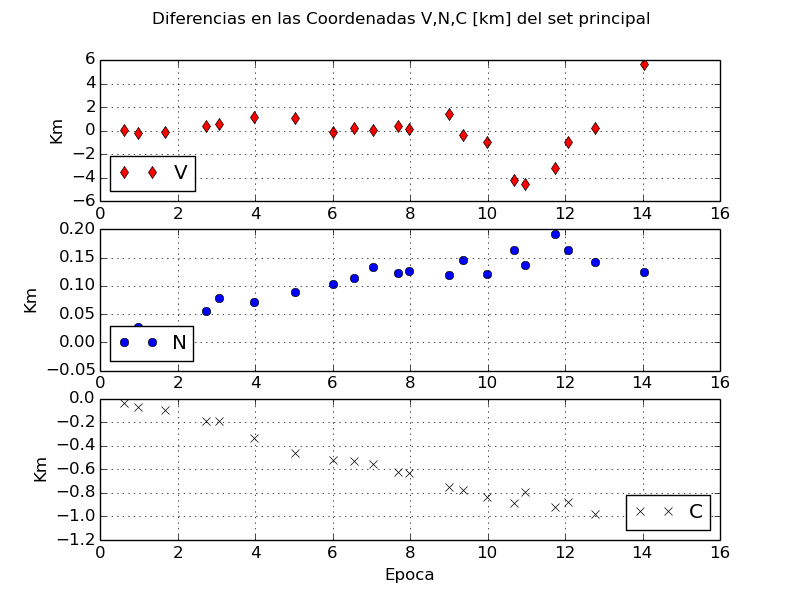 Diferencias en las Coordenadas V,N,C [km] del set principal
6
4
2
0
−2
−4
−6
Km
V
0 2 4 6 8 10 12 14 16
0.20
0.15
0.10
0.05
0.00
−0.05
Km
N
0 2 4 6 8 10 12 14 16
0.0
−0.2
−0.4
−0.6
−0.8
−1.0
−1.2
Km
C
0 2 4 6 8 10 12 14 16
Epoca